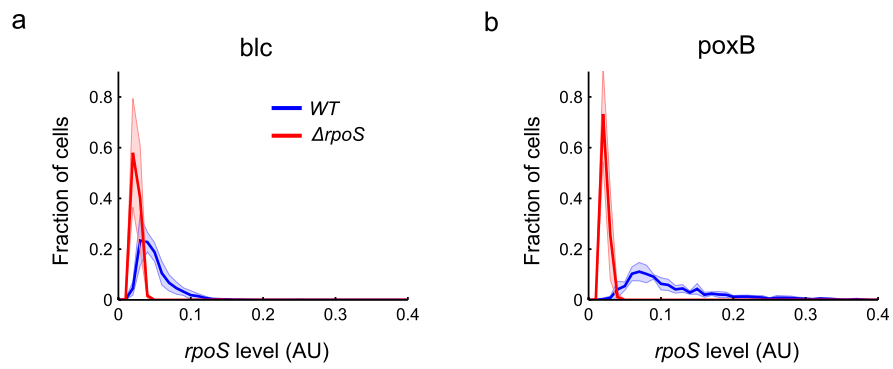 a
blc
Fraction of cells
0.8
0.6
0.4
0.2
0
0
0.1
0.2
0.3
0.4
rpoS level (AU)
WT
ΔrpoS
b
poxB
Fraction of cells
0.8
0.6
0.4
0.2
0
0
0.1
0.2
0.3
0.4
rpoS level (AU)